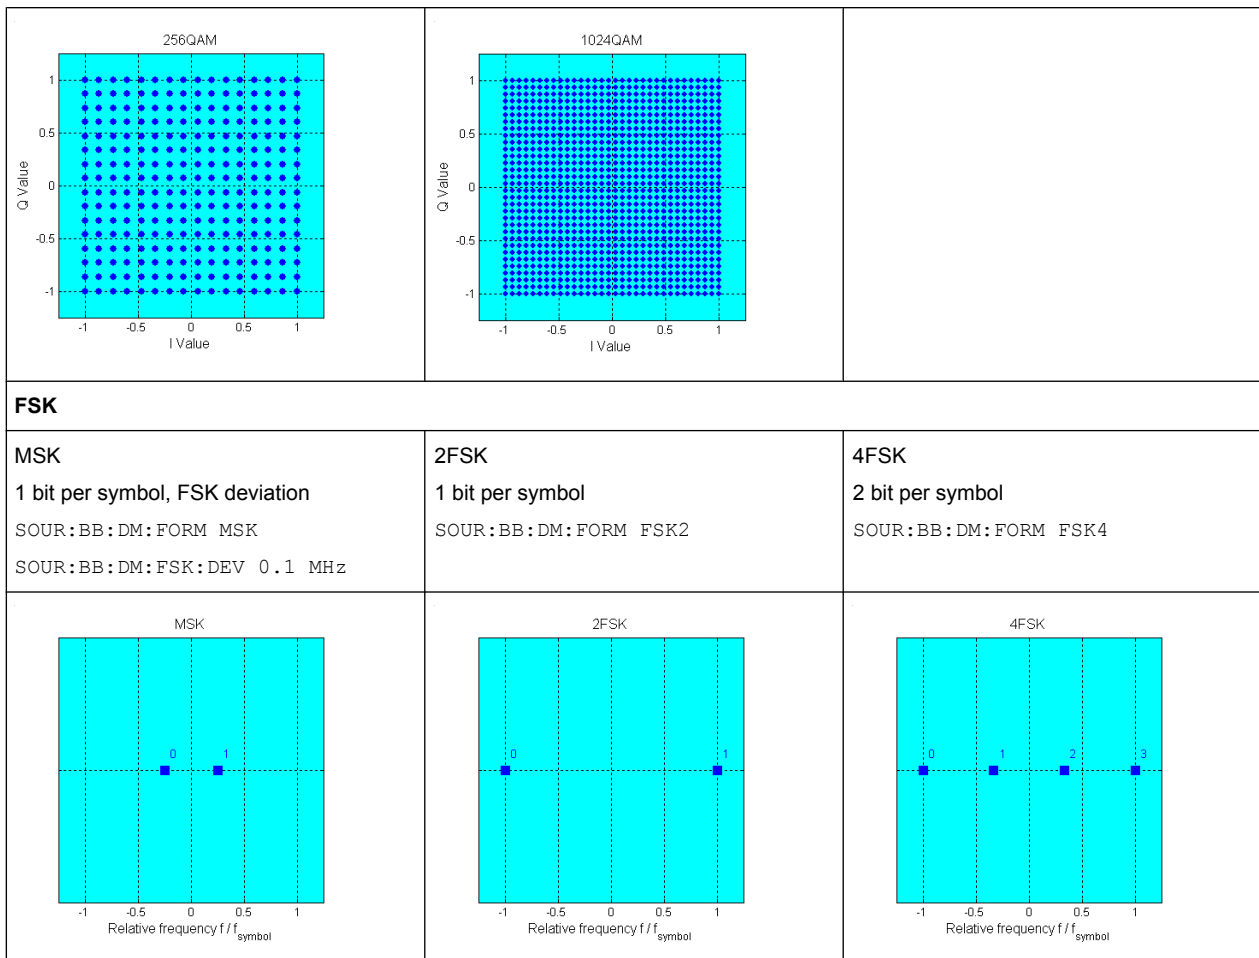 256QAM
1
0.5
0
-0.5
-1
Q Value
-1 -0.5 0 0.5 1
I Value
1024QAM
1
0.5
0
-0.5
-1
Q Value
-1 -0.5 0 0.5 1
I Value
FSK
MSK
1 bit per symbol, FSK deviation
SOUR:BB:DM:FORM MSK
SOUR:BB:DM:FSK:DEV 0.1 MHz
2FSK
1 bit per symbol
SOUR:BB:DM:FORM FSK2
4FSK
2 bit per symbol
SOUR:BB:DM:FORM FSK4
MSK
0 1
-1 -0.5 0 0.5 1
Relative frequency f / fsymbol
2FSK
0 1
-1 -0.5 0 0.5 1
Relative frequency f / fsymbol
4FSK
0 1 2 3
-1 -0.5 0 0.5 1
Relative frequency f / fsymbol